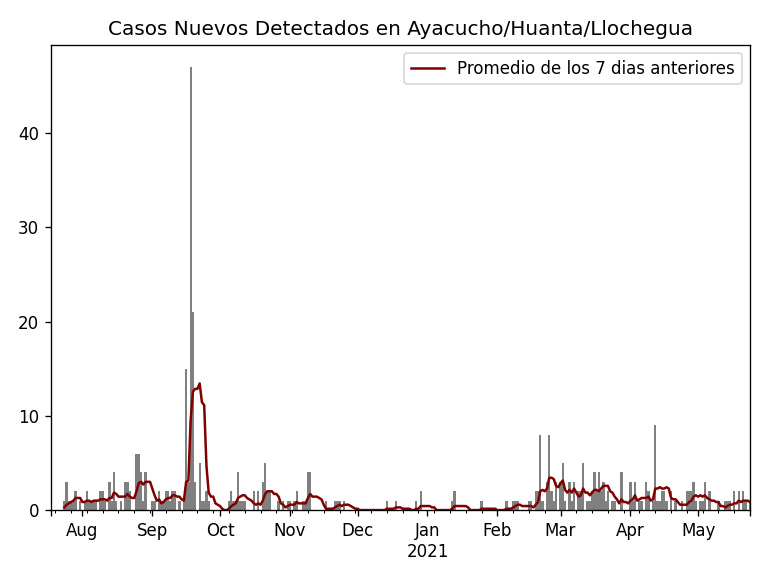 Casos Nuevos Detectados en Ayacucho/Huanta/Llochegua
Promedio de los 7 dias anteriores
40
30
20
10
0
Aug Sep Oct Nov Dec Jan Feb Mar Apr May
2021